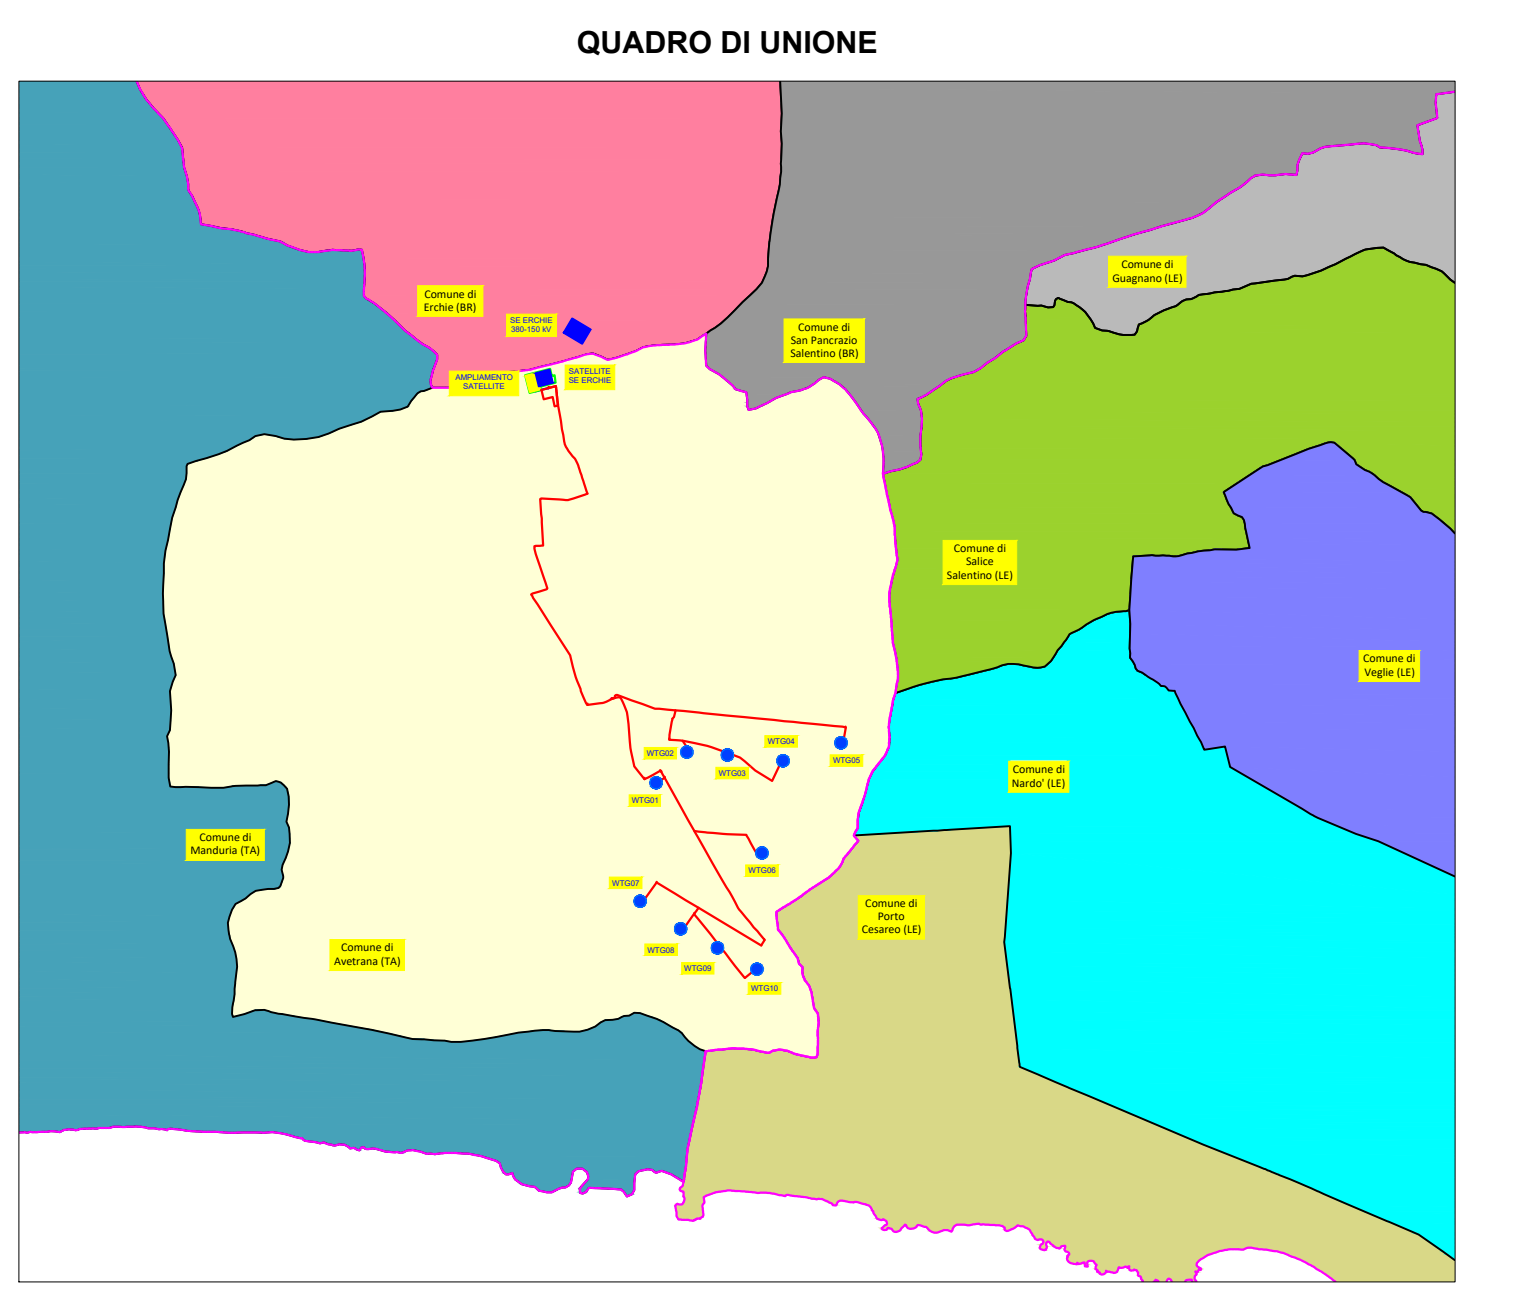 QUADRO DI UNIONE
Comune di
Guagnano (LE)
Comune di
Erchie (BR)
SE ERCHIE
380-150 kV
Comune di
San Pancrazio
Salentino (BR)
AMPLIAMENTO
SATELLITE
SATELLITE
SE ERCHIE
Comune di
Salice
Salentino (LE)
Comune di
Veglie (LE)
WTG04
WTG02
WTG05
WTG03
Comune di
Nardo' (LE)
WTG01
Comune di
Manduria (TA)
WTG06
WTG07
Comune di
Porto
Cesareo (LE)
Comune di
Avetrana (TA)
WTG08
WTG09
WTG10